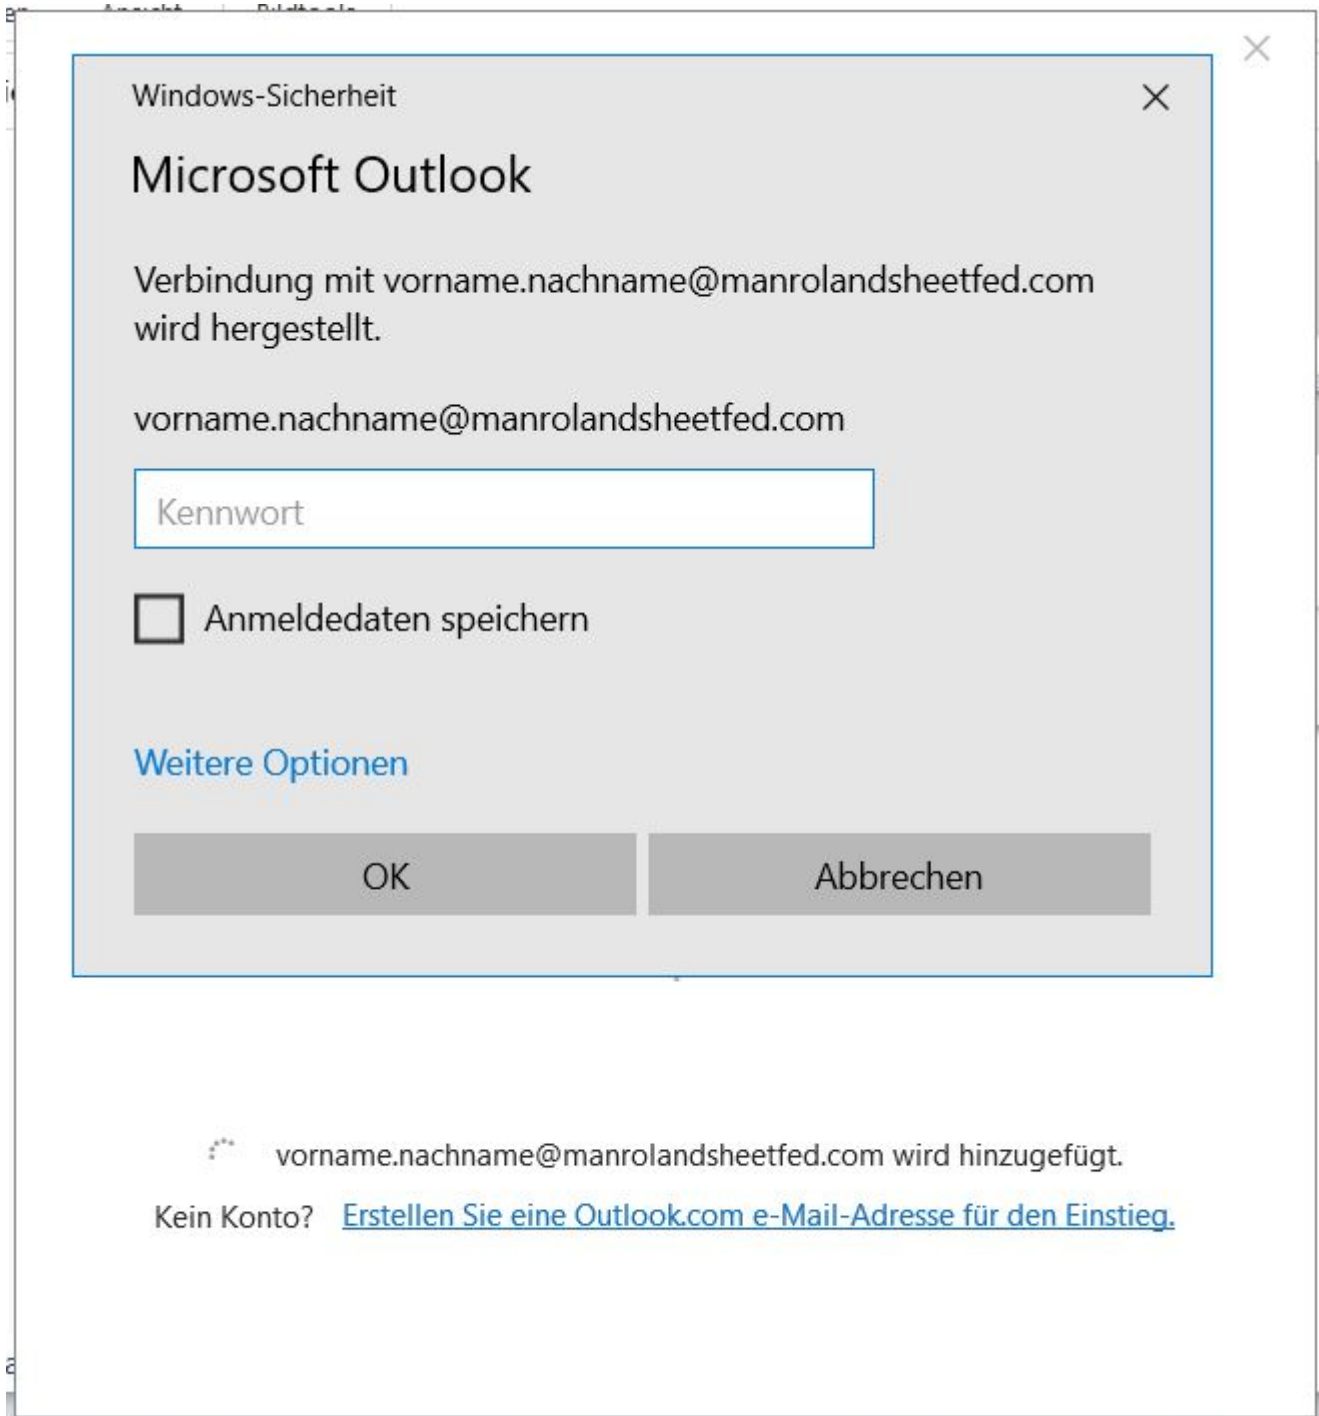 Ansicht Bildtools
Windows-Sicherheit
Microsoft Outlook
Verbindung mit vorname.nachname@manrolandsheetfed.com
wird hergestellt.
vorname.nachname@manrolandsheetfed.com
Kennwort
Anmeldedaten speichern
Weitere Optionen
OK Abbrechen
vorname.nachname@manrolandsheetfed.com wird hinzugefügt.
Kein Konto? Erstellen Sie eine Outlook.com e-Mail-Adresse für den Einstieg.